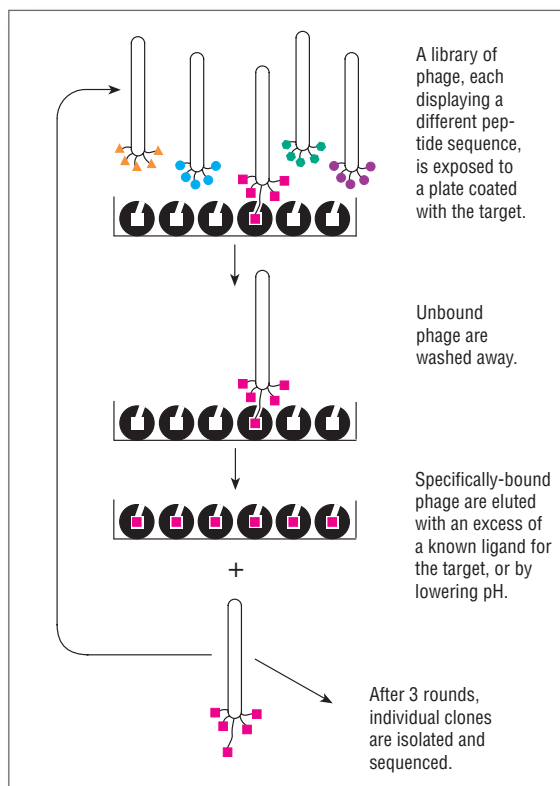 A library of
phage, each
displaying a
different pep-
tide sequence,
is exposed to
a plate coated
with the target.
Unbound
phage are
washed away.
Specifically-bound
phage are eluted
with an excess of
a known ligand for
the target, or by
lowering pH.
+
After 3 rounds,
individual clones
are isolated and
sequenced.